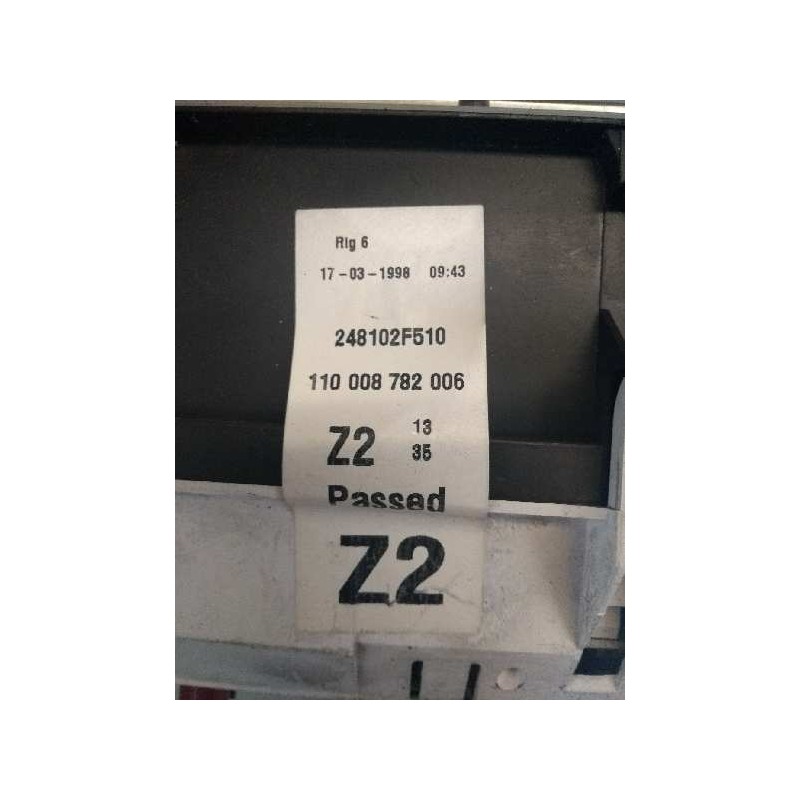 Rig 6
17-03-1998 09:43
248102F510
110 008 782 006
Z2 13
35
Passed
Z2